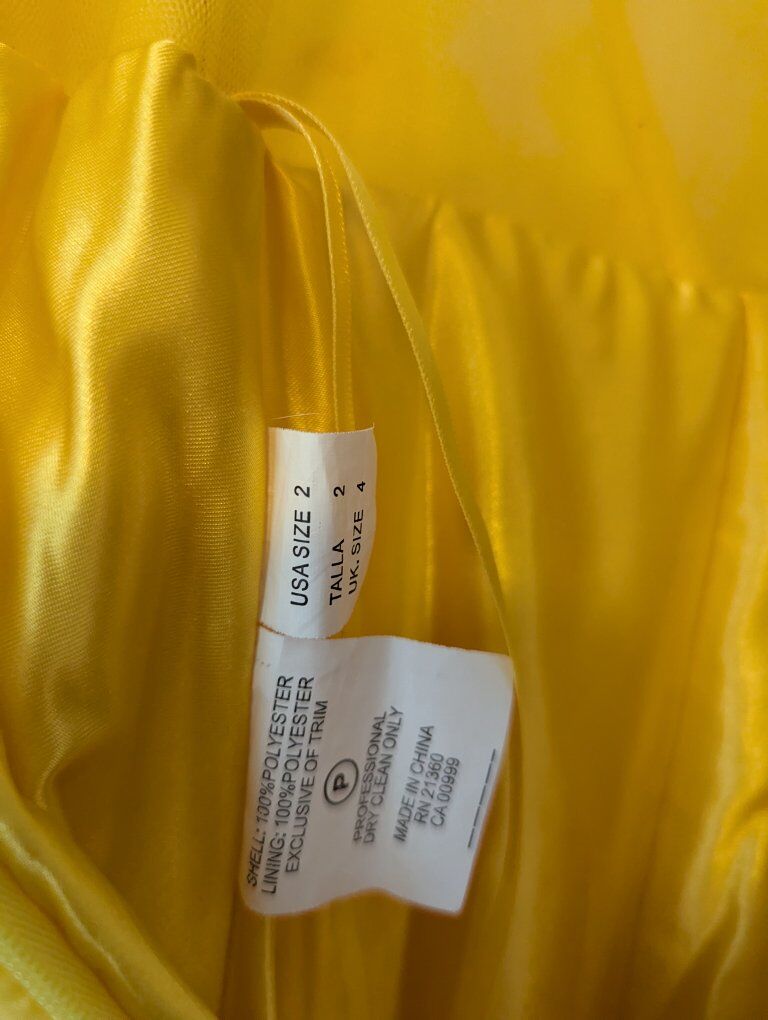 USA SIZE 2
TALLA 2
UK. SIZE 4
SHELL: 100%POLYESTER
LINING: 100%POLYESTER
EXCLUSIVE OF TRIM
P
PROFESSIONAL
DRY CLEAN ONLY
MADE IN CHINA
RN 21360
CA 00999